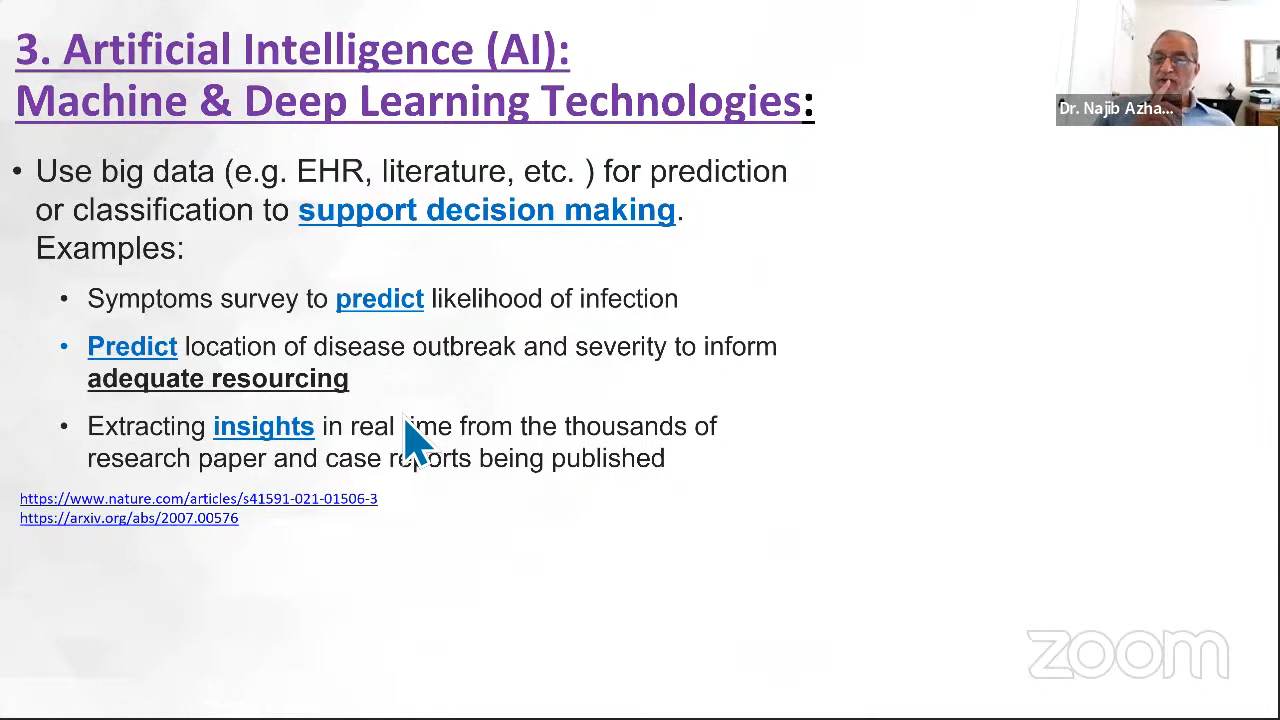 3. Artificial Intelligence (AI):
Machine & Deep Learning Technologies:
Dr. Najib Azha...
• Use big data (e.g. EHR, literature, etc. ) for prediction
or classification to support decision making.
Examples:
• Symptoms survey to predict likelihood of infection
• Predict location of disease outbreak and severity to inform
adequate resourcing
• Extracting insights in real time from the thousands of
research paper and case reports being published
https://www.nature.com/articles/s41591-021-01506-3
https://arxiv.org/abs/2007.00576
zoom